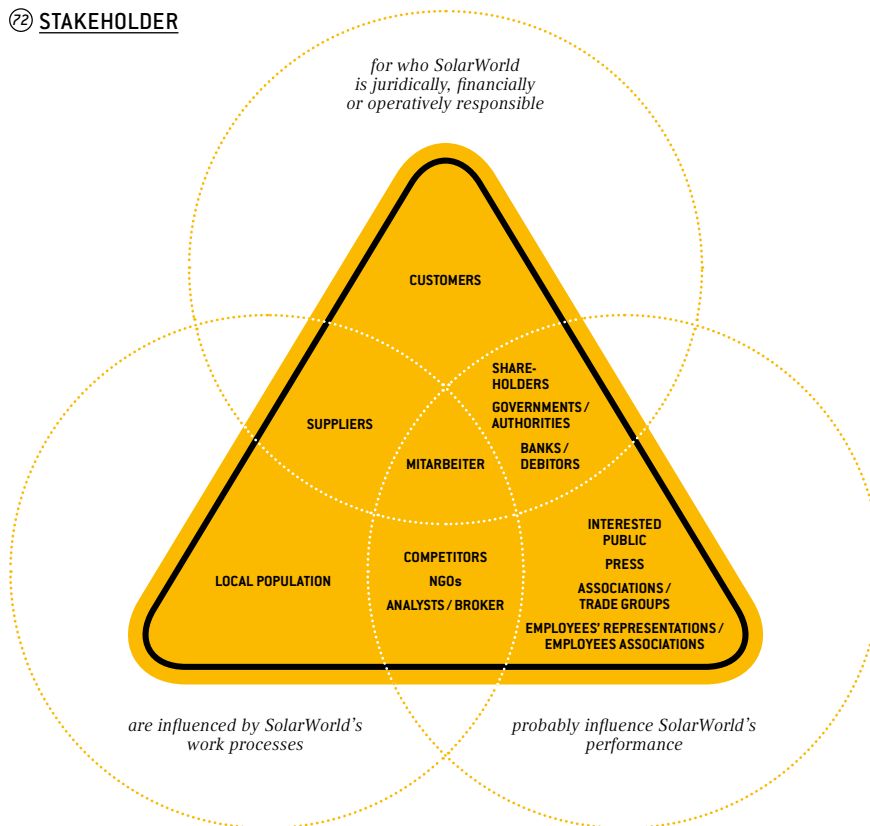 72 STAKEHOLDER
for who SolarWorld
is juridically, financially
or operatively responsible
CUSTOMERS
SHARE-
HOLDERS
GOVERNMENTS /
AUTHORITIES
SUPPLIERS
BANKS /
DEBITORS
MITARBEITER
INTERESTED
PUBLIC
COMPETITORS
PRESS
LOCAL POPULATION
NGOs
ASSOCIATIONS /
TRADE GROUPS
ANALYSTS / BROKER
EMPLOYEES' REPRESENTATIONS /
EMPLOYEES ASSOCIATIONS
are influenced by SolarWorld's
work processes
probably influence SolarWorld's
performance